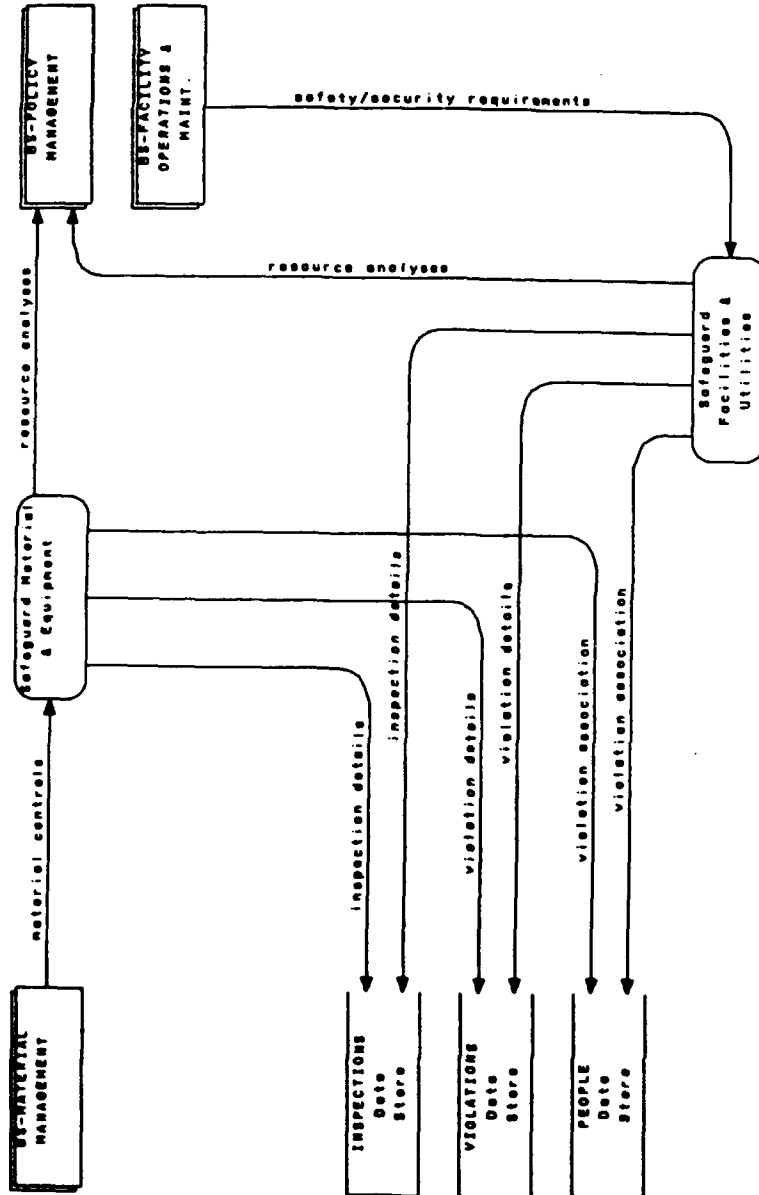 BS-MATERIAL
MANAGEMENT
material controls
Safeguard Material
& Equipment
resource analyses
BS-POLICY
MANAGEMENT
BS-FACILITY
OPERATIONS &
MAINT.
safety/security requirements
resource analyses
INSPECTIONS
Data
Store
inspection details
inspection details
VIOLATIONS
Data
Store
violation details
violation details
PEOPLE
Data
Store
violation association
violation association
Safeguard
Facilities &
Utilities